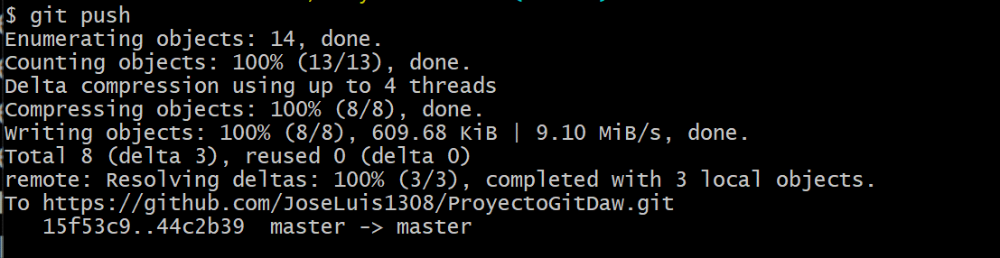 $ git push
Enumerating objects: 14, done.
Counting objects: 100% (13/13), done.
Delta compression using up to 4 threads
Compressing objects: 100% (8/8), done.
Writing objects: 100% (8/8), 609.68 KiB | 9.10 MiB/s, done.
Total 8 (delta 3), reused 0 (delta 0)
remote: Resolving deltas: 100% (3/3), completed with 3 local objects.
To https://github.com/JoseLuis1308/ProyectoGitDaw.git
   15f53c9..44c2b39  master -> master